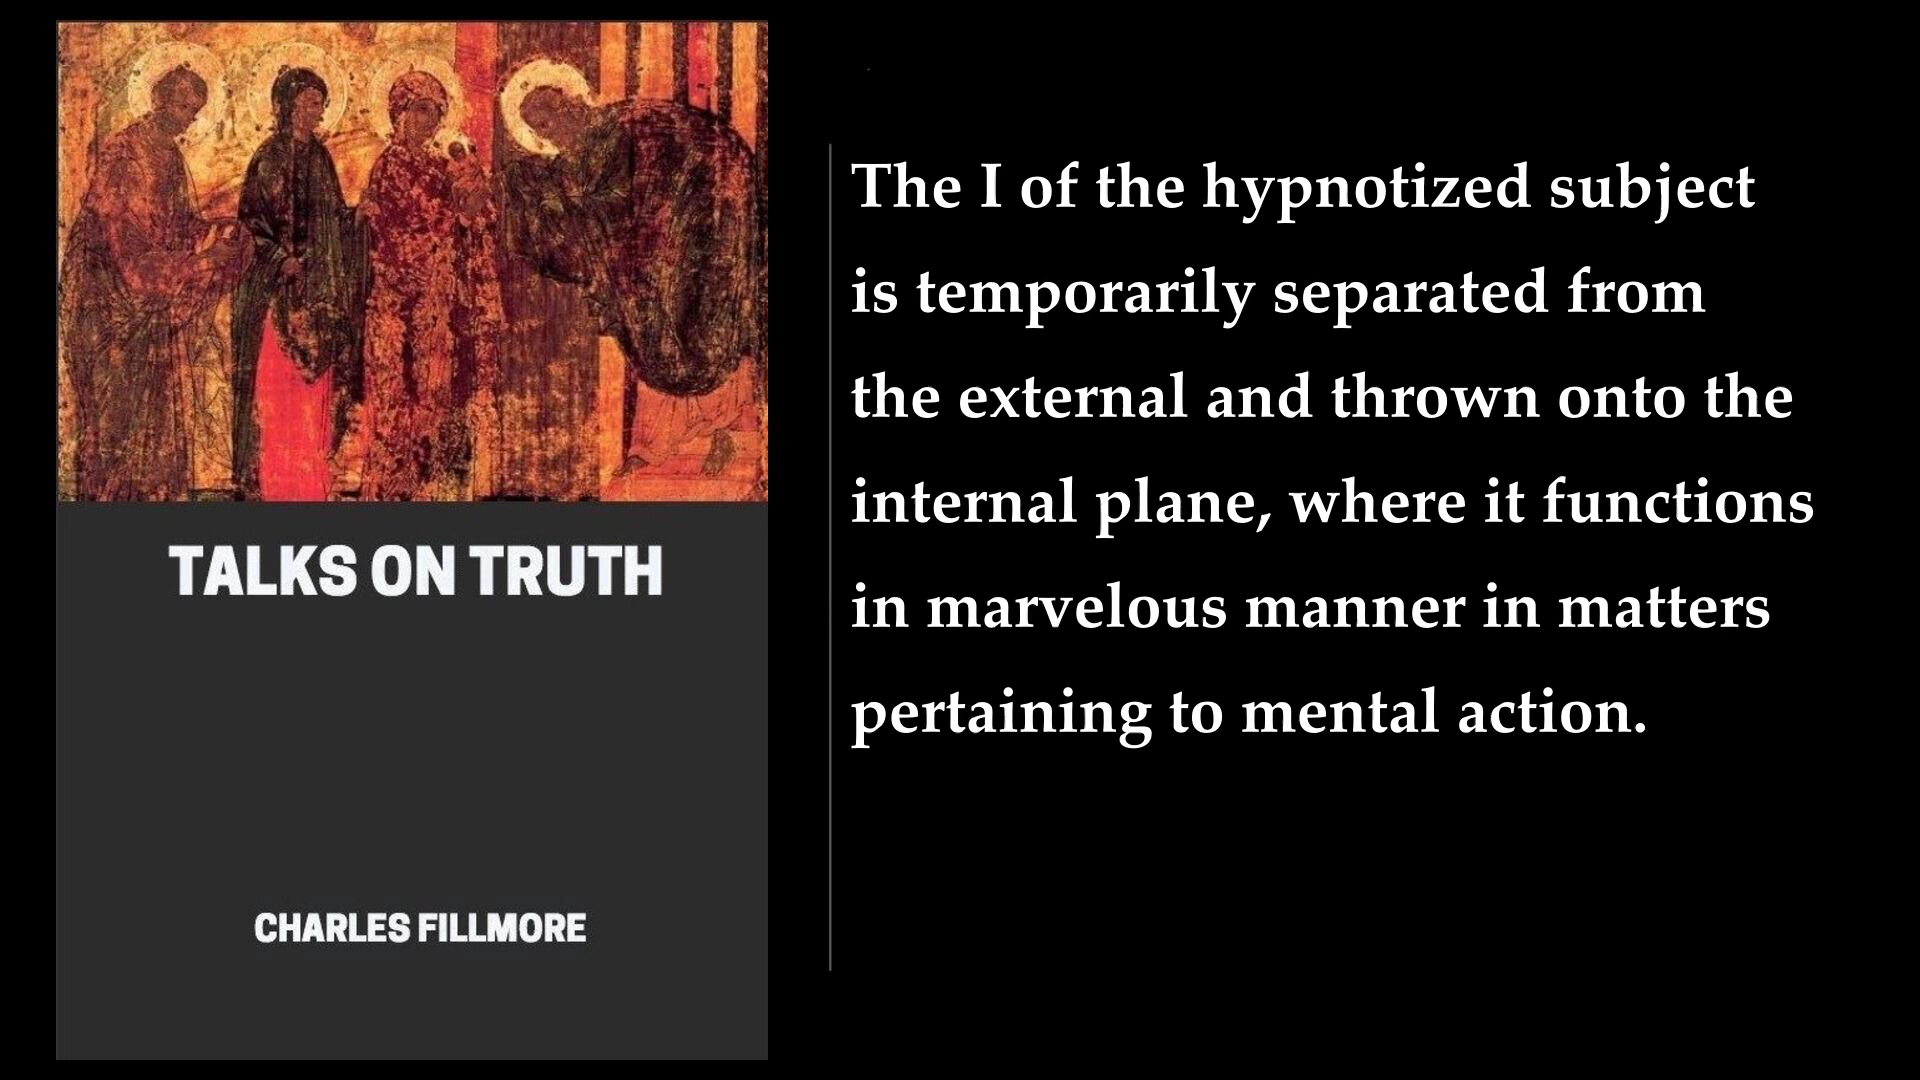 TALKS ON TRUTH
CHARLES FILLMORE
The I of the hypnotized subject
is temporarily separated from
the external and thrown onto the
internal plane, where it functions
in marvelous manner in matters
pertaining to mental action.